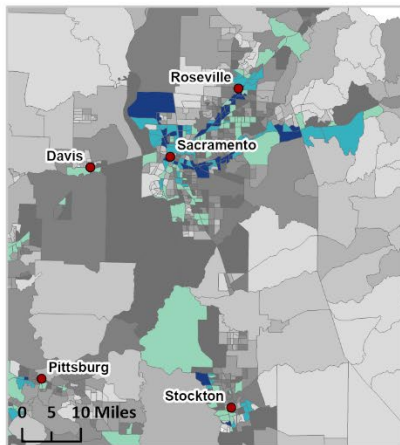 Roseville
Sacramento
Davis
Pittsburg
Stockton
0 5 10 Miles